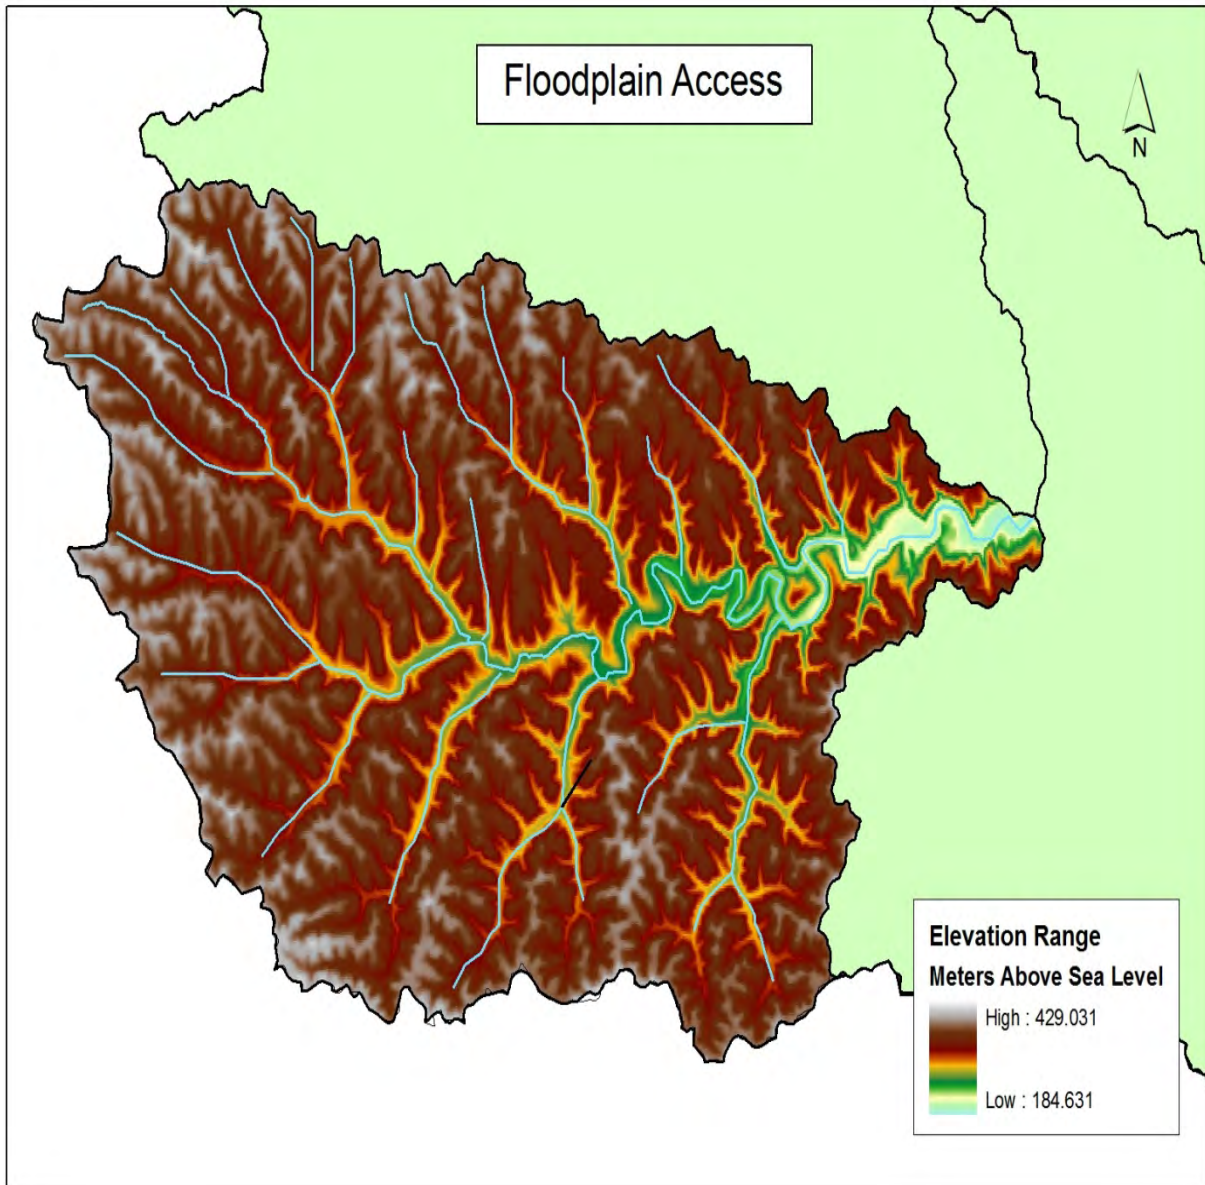 Floodplain Access
N
Elevation Range
Meters Above Sea Level
High : 429.031
Low : 184.631